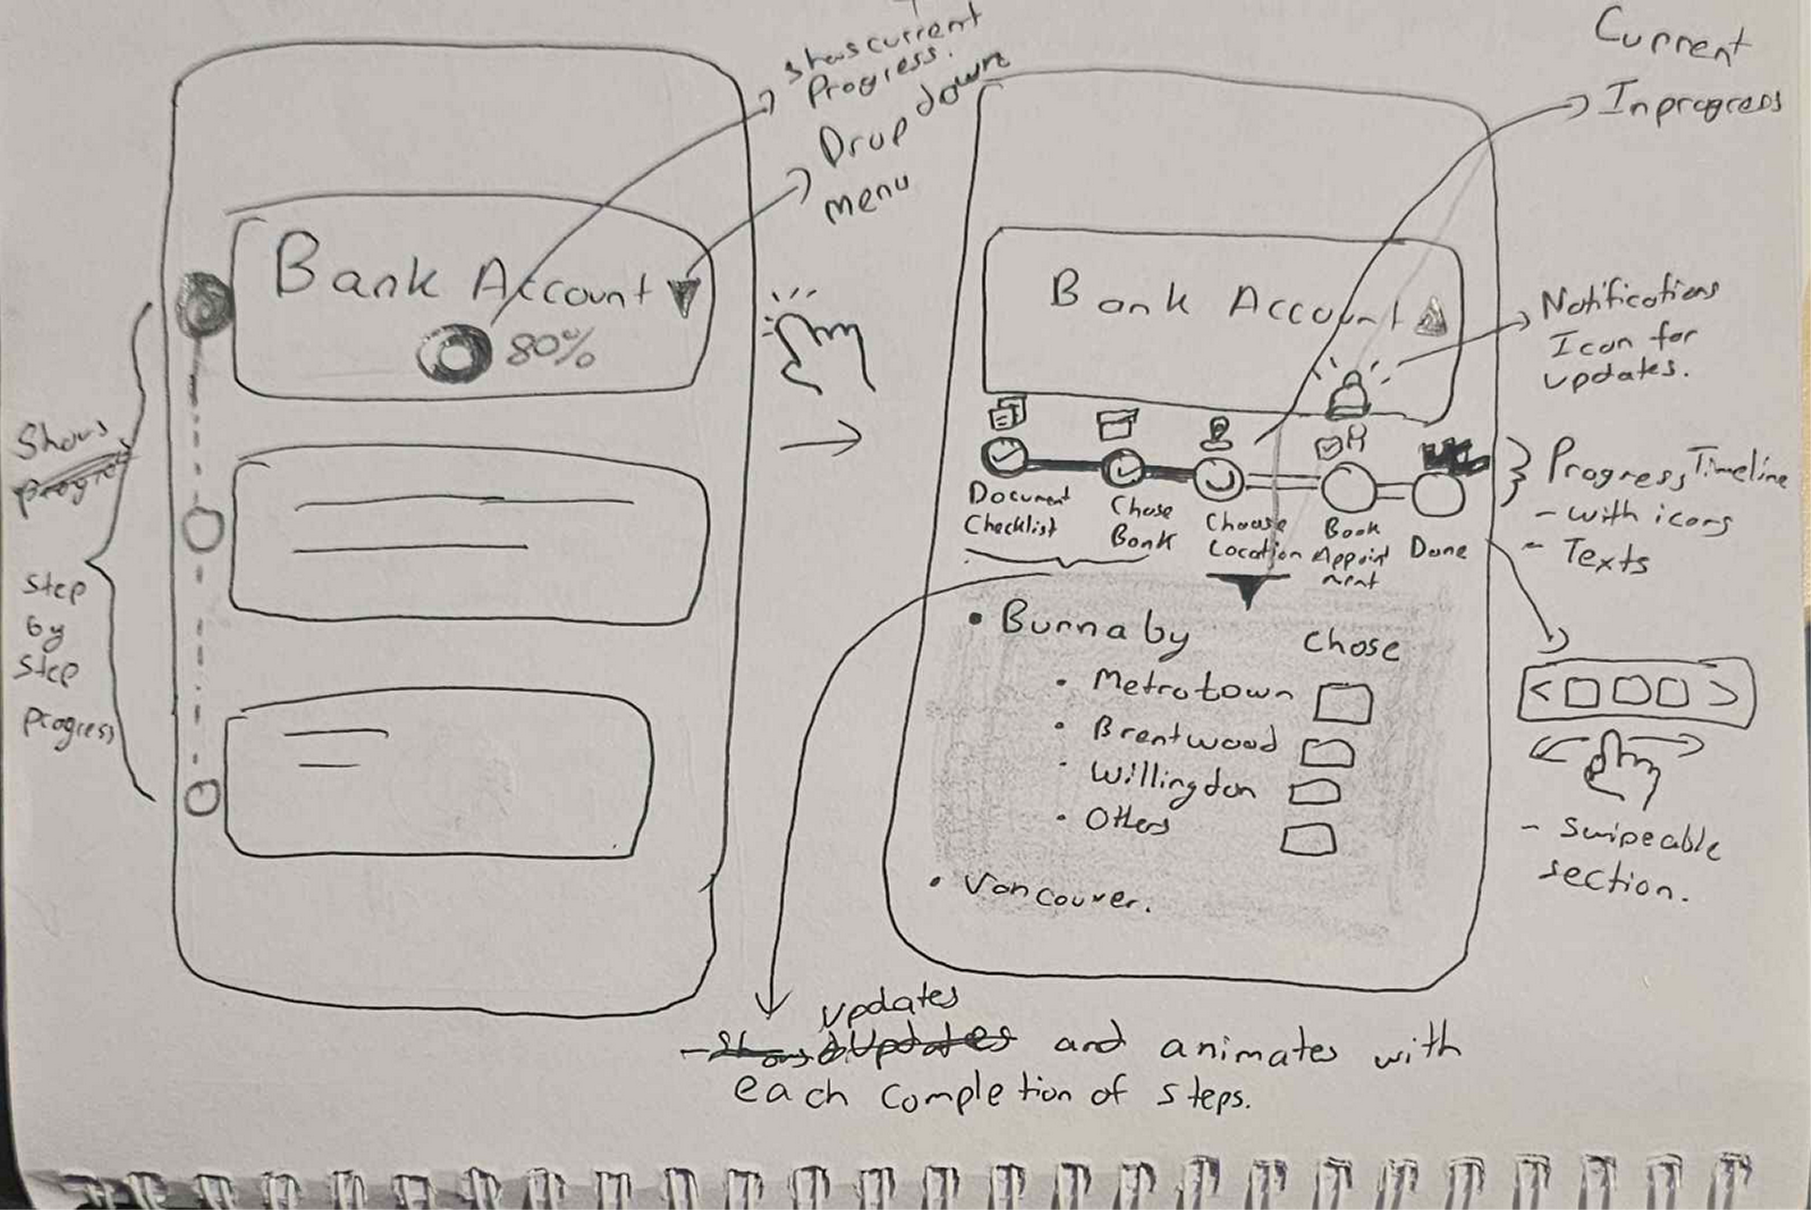 Shows current
Progress.
Drop down
menu
Bank Account
80%
Shows
step
by
step
progress
Current
Inprogress
Bank Account
Notifications
Icon for
updates.
Document
Checklist
Chose
Bank
Choose
Location
Book
Appoint
ment
Done
Progress Timeline
- with icons
- Texts
• Burnaby
Chose
• Metrotown
• Brentwood
• Willingdon
• Others
• Vancouver.
< >
- Swipeable
section.
updates
- and animates with
each completion of steps.